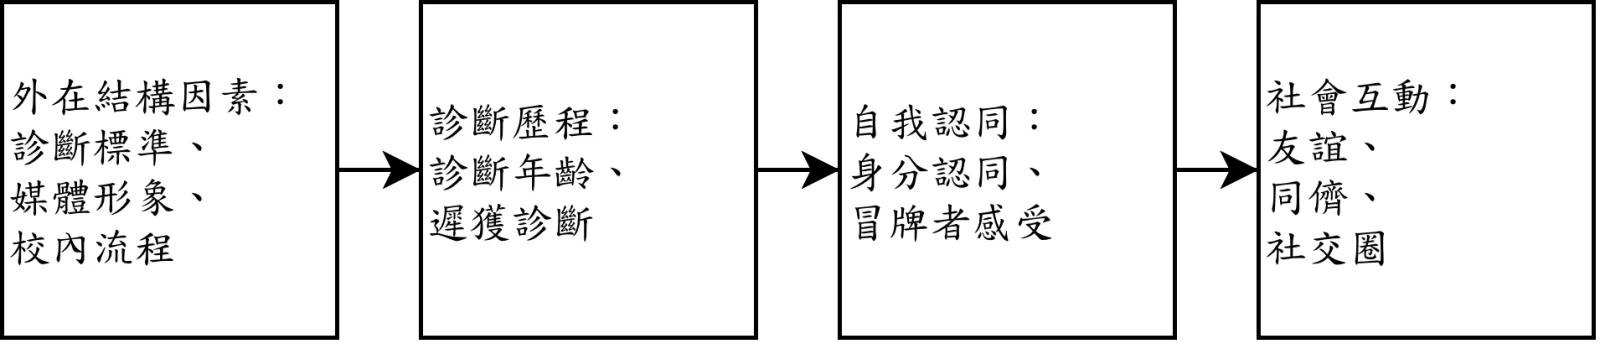 外在結構因素：
診斷標準、
媒體形象、
校內流程
診斷歷程：
診斷年齡、
遲獲診斷
自我認同：
身分認同、
冒牌者感受
社會互動：
友誼、
同儕、
社交圈